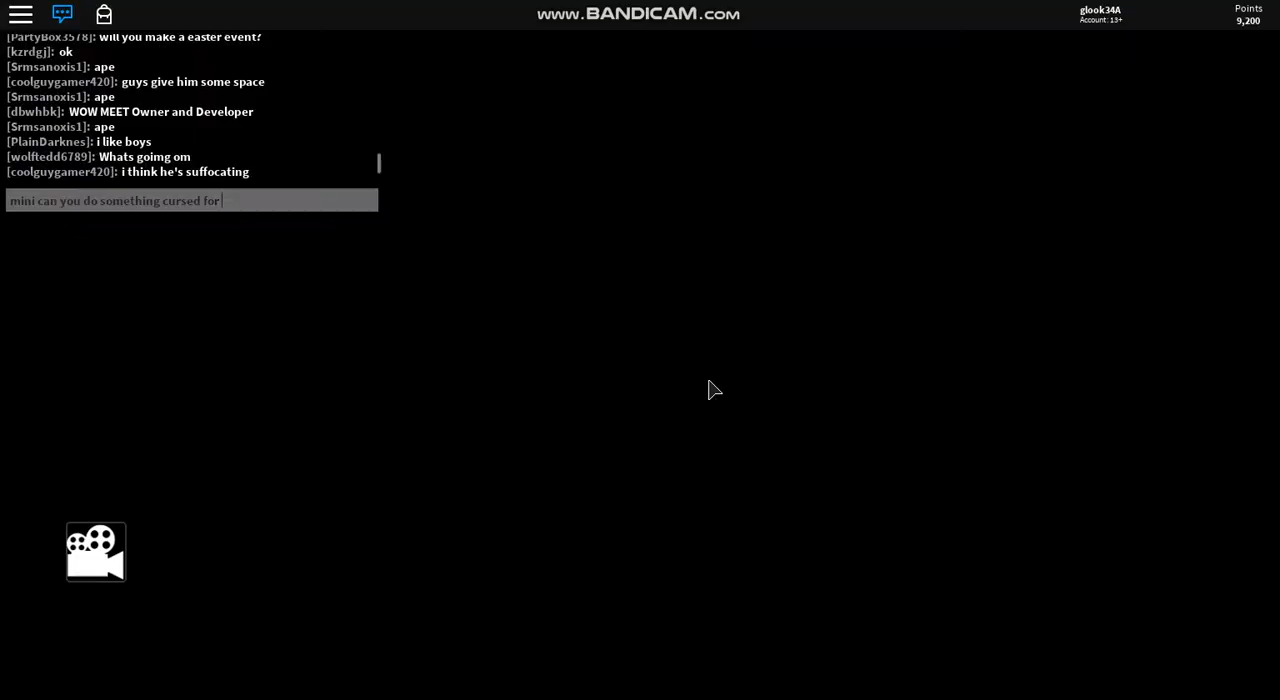 www.BANDICAM.com
glook34A
Account: 13+
Points
9,200
[PartyBox3578]: will you make a easter event?
[kzrdgj]: ok
[Srmsanoxis1]: ape
[coolguygamer420]: guys give him some space
[Srmsanoxis1]: ape
[dbwhbk]: WOW MEET Owner and Developer
[Srmsanoxis1]: ape
[PlainDarknes]: i like boys
[wolftedd6789]: Whats goimg om
[coolguygamer420]: i think he's suffocating
mini can you do something cursed for